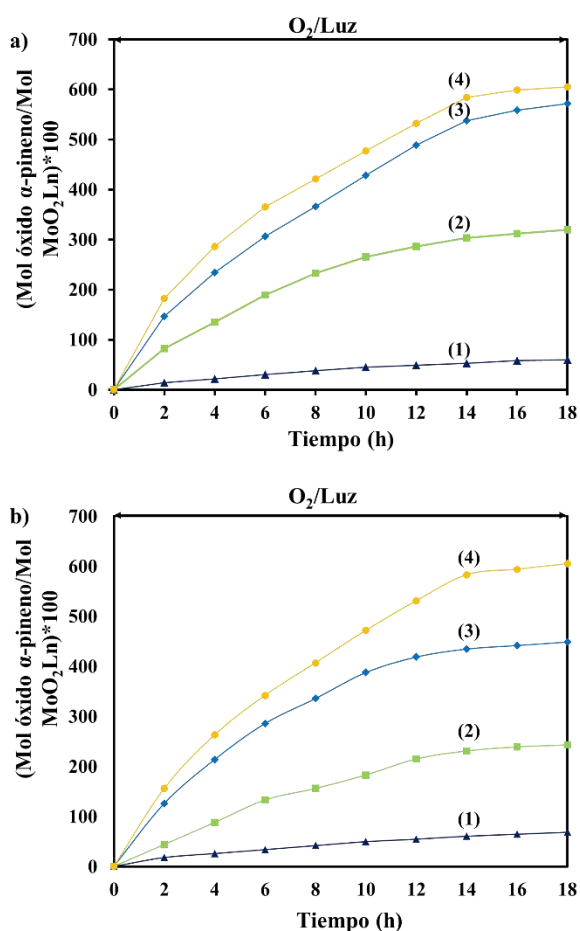 a)
O₂/Luz
(Mol óxido α-pineno/Mol
MoO₂Ln)*100
700
600
500
400
300
200
100
0
(4)
(3)
(2)
(1)
0 2 4 6 8 10 12 14 16 18
Tiempo (h)
b)
O₂/Luz
(Mol óxido α-pineno/Mol
MoO₂Ln)*100
700
600
500
400
300
200
100
0
(4)
(3)
(2)
(1)
0 2 4 6 8 10 12 14 16 18
Tiempo (h)